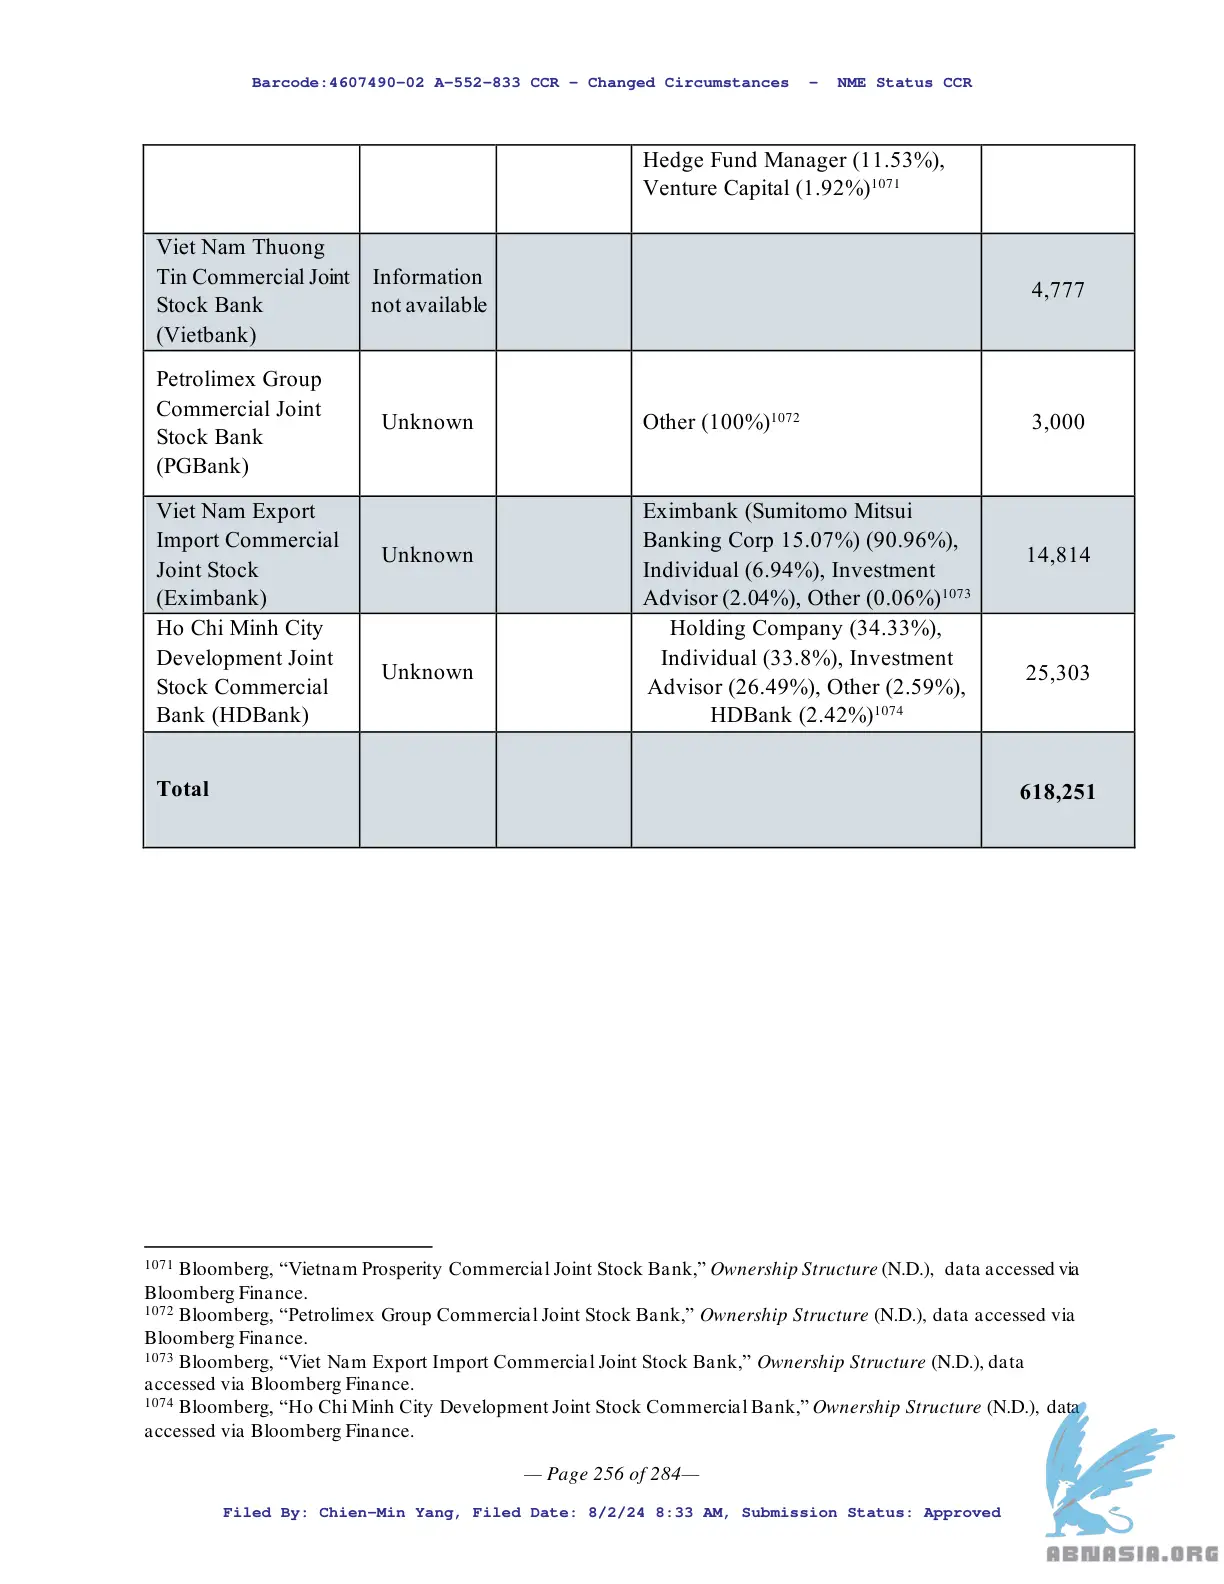 Barcode:4607490-02 A-552-833 CCR - Changed Circumstances - NME Status CCR
Hedge Fund Manager (11.53%),
Venture Capital (1.92%)1071
Viet Nam Thuong
Tin Commercial Joint
Stock Bank
(Vietbank)
Information
not available
4,777
Petrolimex Group
Commercial Joint
Stock Bank
(PGBank)
Unknown
Other (100%)1072
3,000
Viet Nam Export
Import Commercial
Joint Stock
(Eximbank)
Unknown
Eximbank (Sumitomo Mitsui
Banking Corp 15.07%) (90.96%),
Individual (6.94%), Investment
Advisor (2.04%), Other (0.06%)1073
14,814
Ho Chi Minh City
Development Joint
Stock Commercial
Bank (HDBank)
Unknown
Holding Company (34.33%),
Individual (33.8%), Investment
Advisor (26.49%), Other (2.59%),
HDBank (2.42%)1074
25,303
Total
618,251
1071 Bloomberg, “Vietnam Prosperity Commercial Joint Stock Bank,” Ownership Structure (N.D.), data accessed via
Bloomberg Finance.
1072 Bloomberg, “Petrolimex Group Commercial Joint Stock Bank,” Ownership Structure (N.D.), data accessed via
Bloomberg Finance.
1073 Bloomberg, “Viet Nam Export Import Commercial Joint Stock Bank,” Ownership Structure (N.D.), data
accessed via Bloomberg Finance.
1074 Bloomberg, “Ho Chi Minh City Development Joint Stock Commercial Bank,” Ownership Structure (N.D.), data
accessed via Bloomberg Finance.
— Page 256 of 284—
Filed By: Chien-Min Yang, Filed Date: 8/2/24 8:33 AM, Submission Status: Approved
ABNASIA.ORG